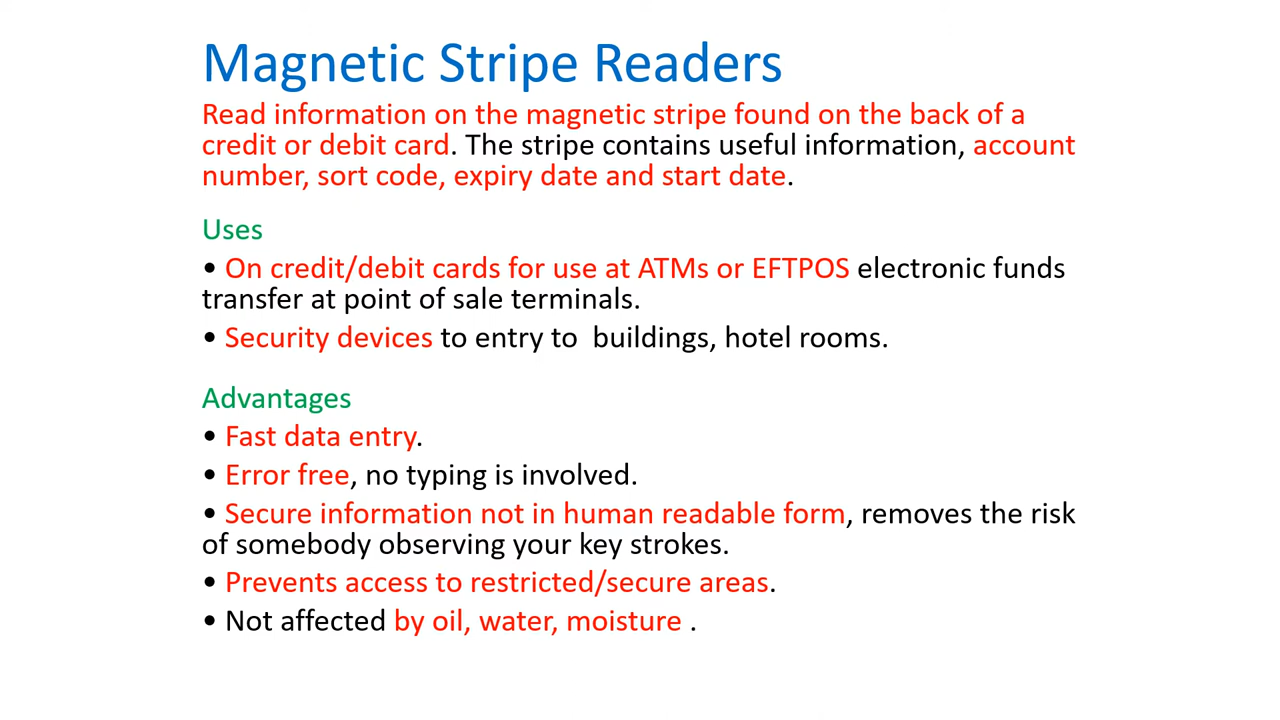 Magnetic Stripe Readers
Read information on the magnetic stripe found on the back of a
credit or debit card. The stripe contains useful information, account
number, sort code, expiry date and start date.
Uses
• On credit/debit cards for use at ATMs or EFTPOS electronic funds
transfer at point of sale terminals.
• Security devices to entry to  buildings, hotel rooms.
Advantages
• Fast data entry.
• Error free, no typing is involved.
• Secure information not in human readable form, removes the risk
of somebody observing your key strokes.
• Prevents access to restricted/secure areas.
• Not affected by oil, water, moisture .